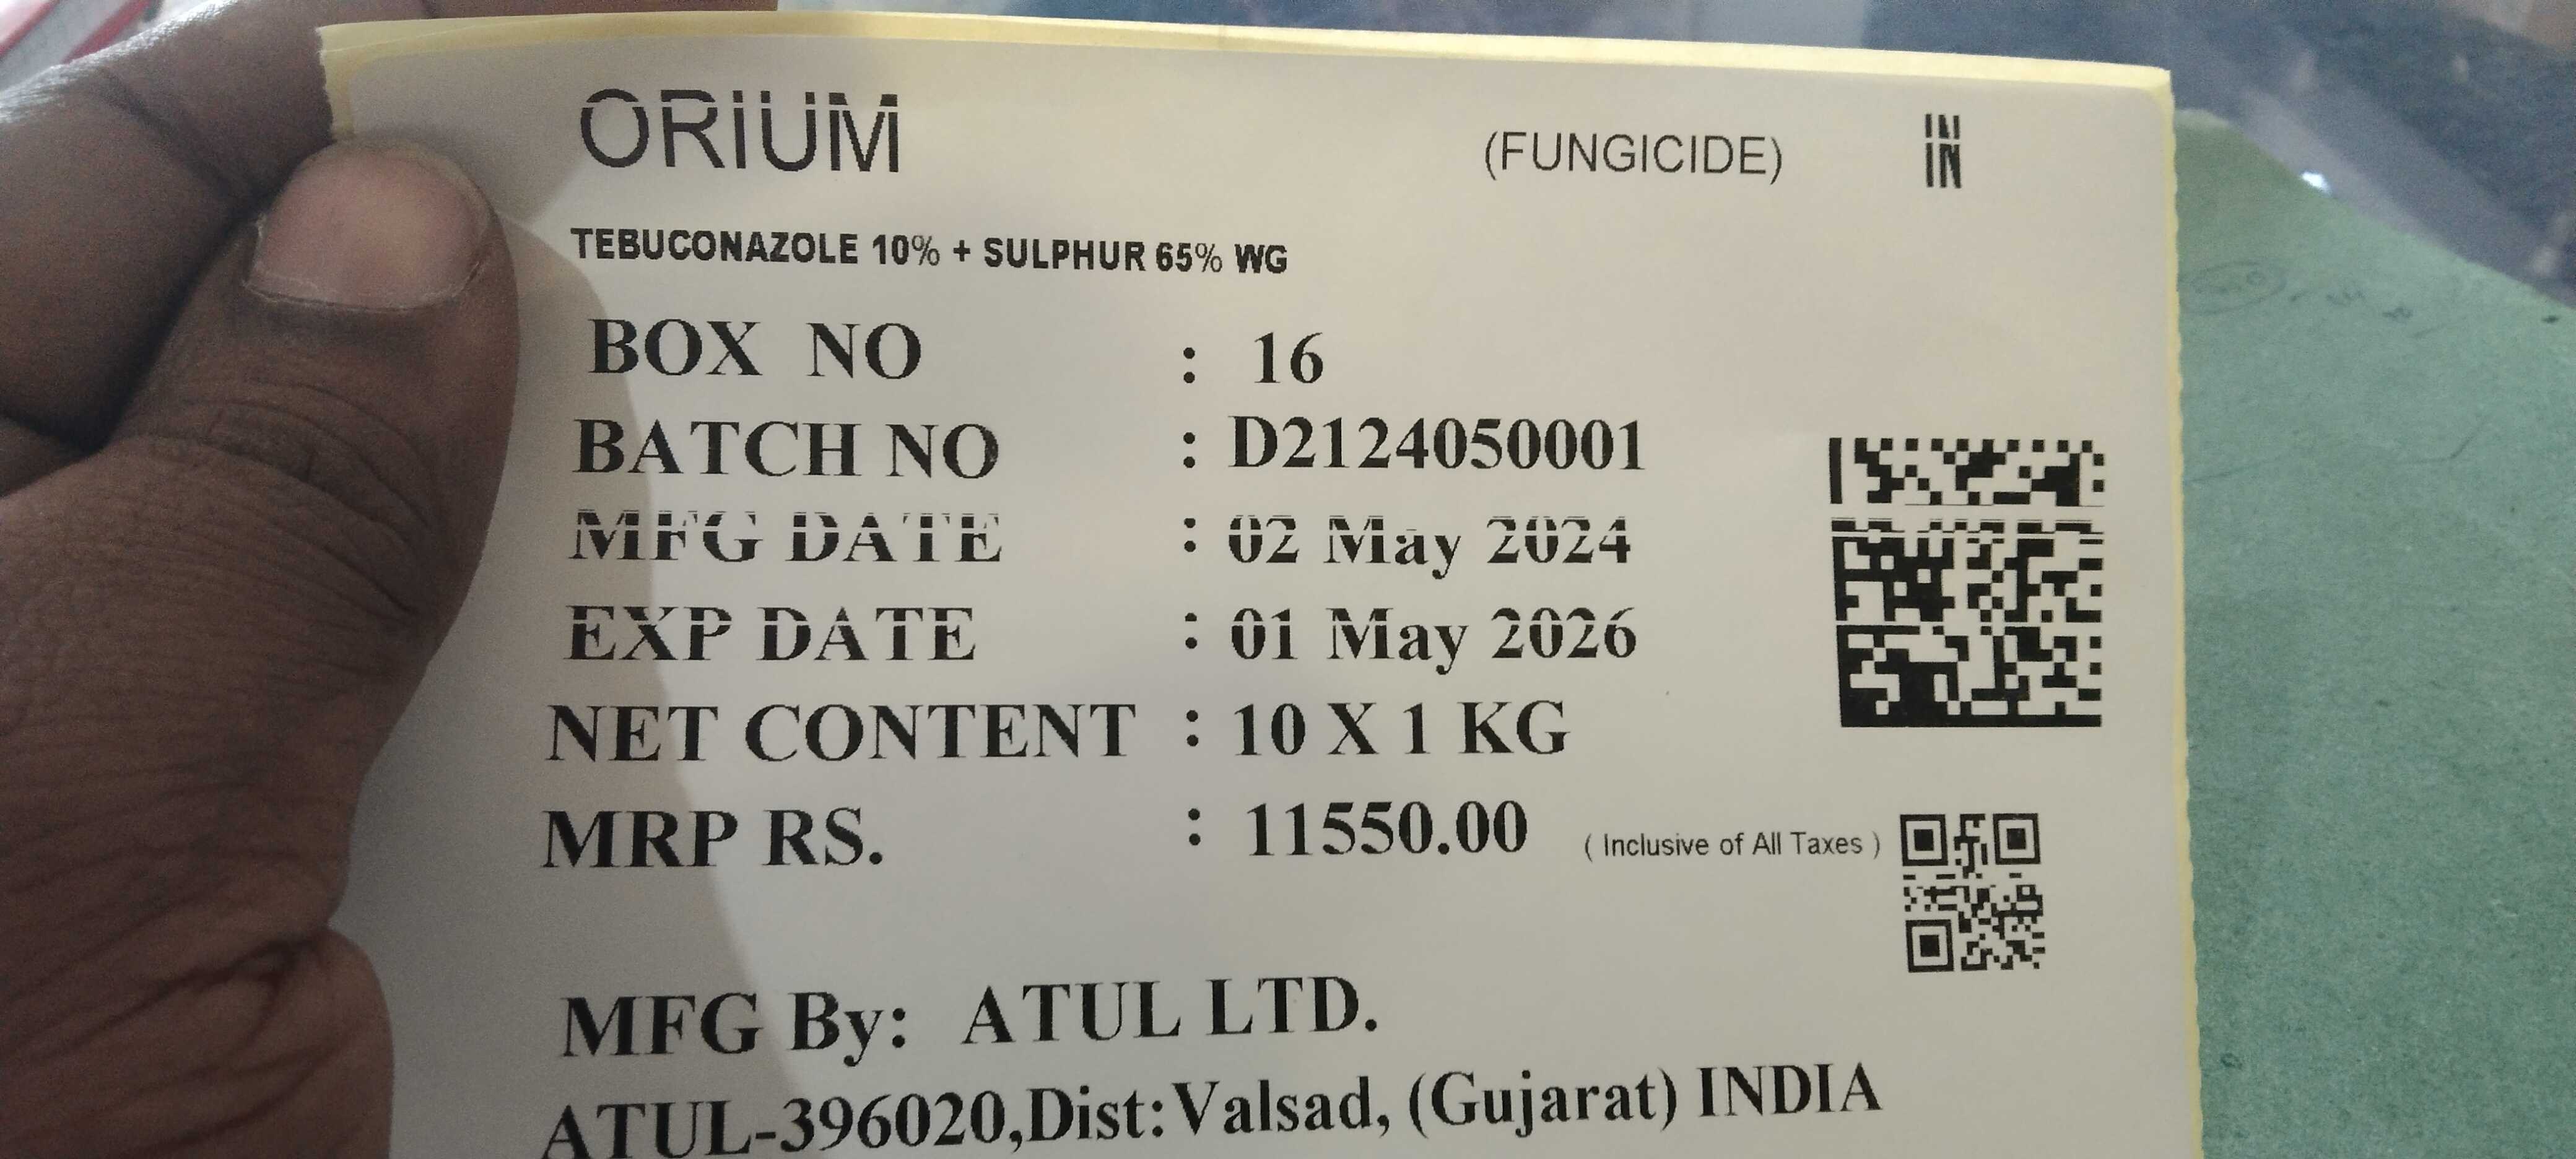 ORIUM (FUNGICIDE) IN
TEBUCONAZOLE 10% + SULPHUR 65% WG
BOX NO : 16
BATCH NO : D2124050001
MFG DATE : 02 May 2024
EXP DATE : 01 May 2026
NET CONTENT : 10 X 1 KG
MRP RS. : 11550.00 ( Inclusive of All Taxes )
MFG By: ATUL LTD.
ATUL-396020,Dist:Valsad, (Gujarat) INDIA